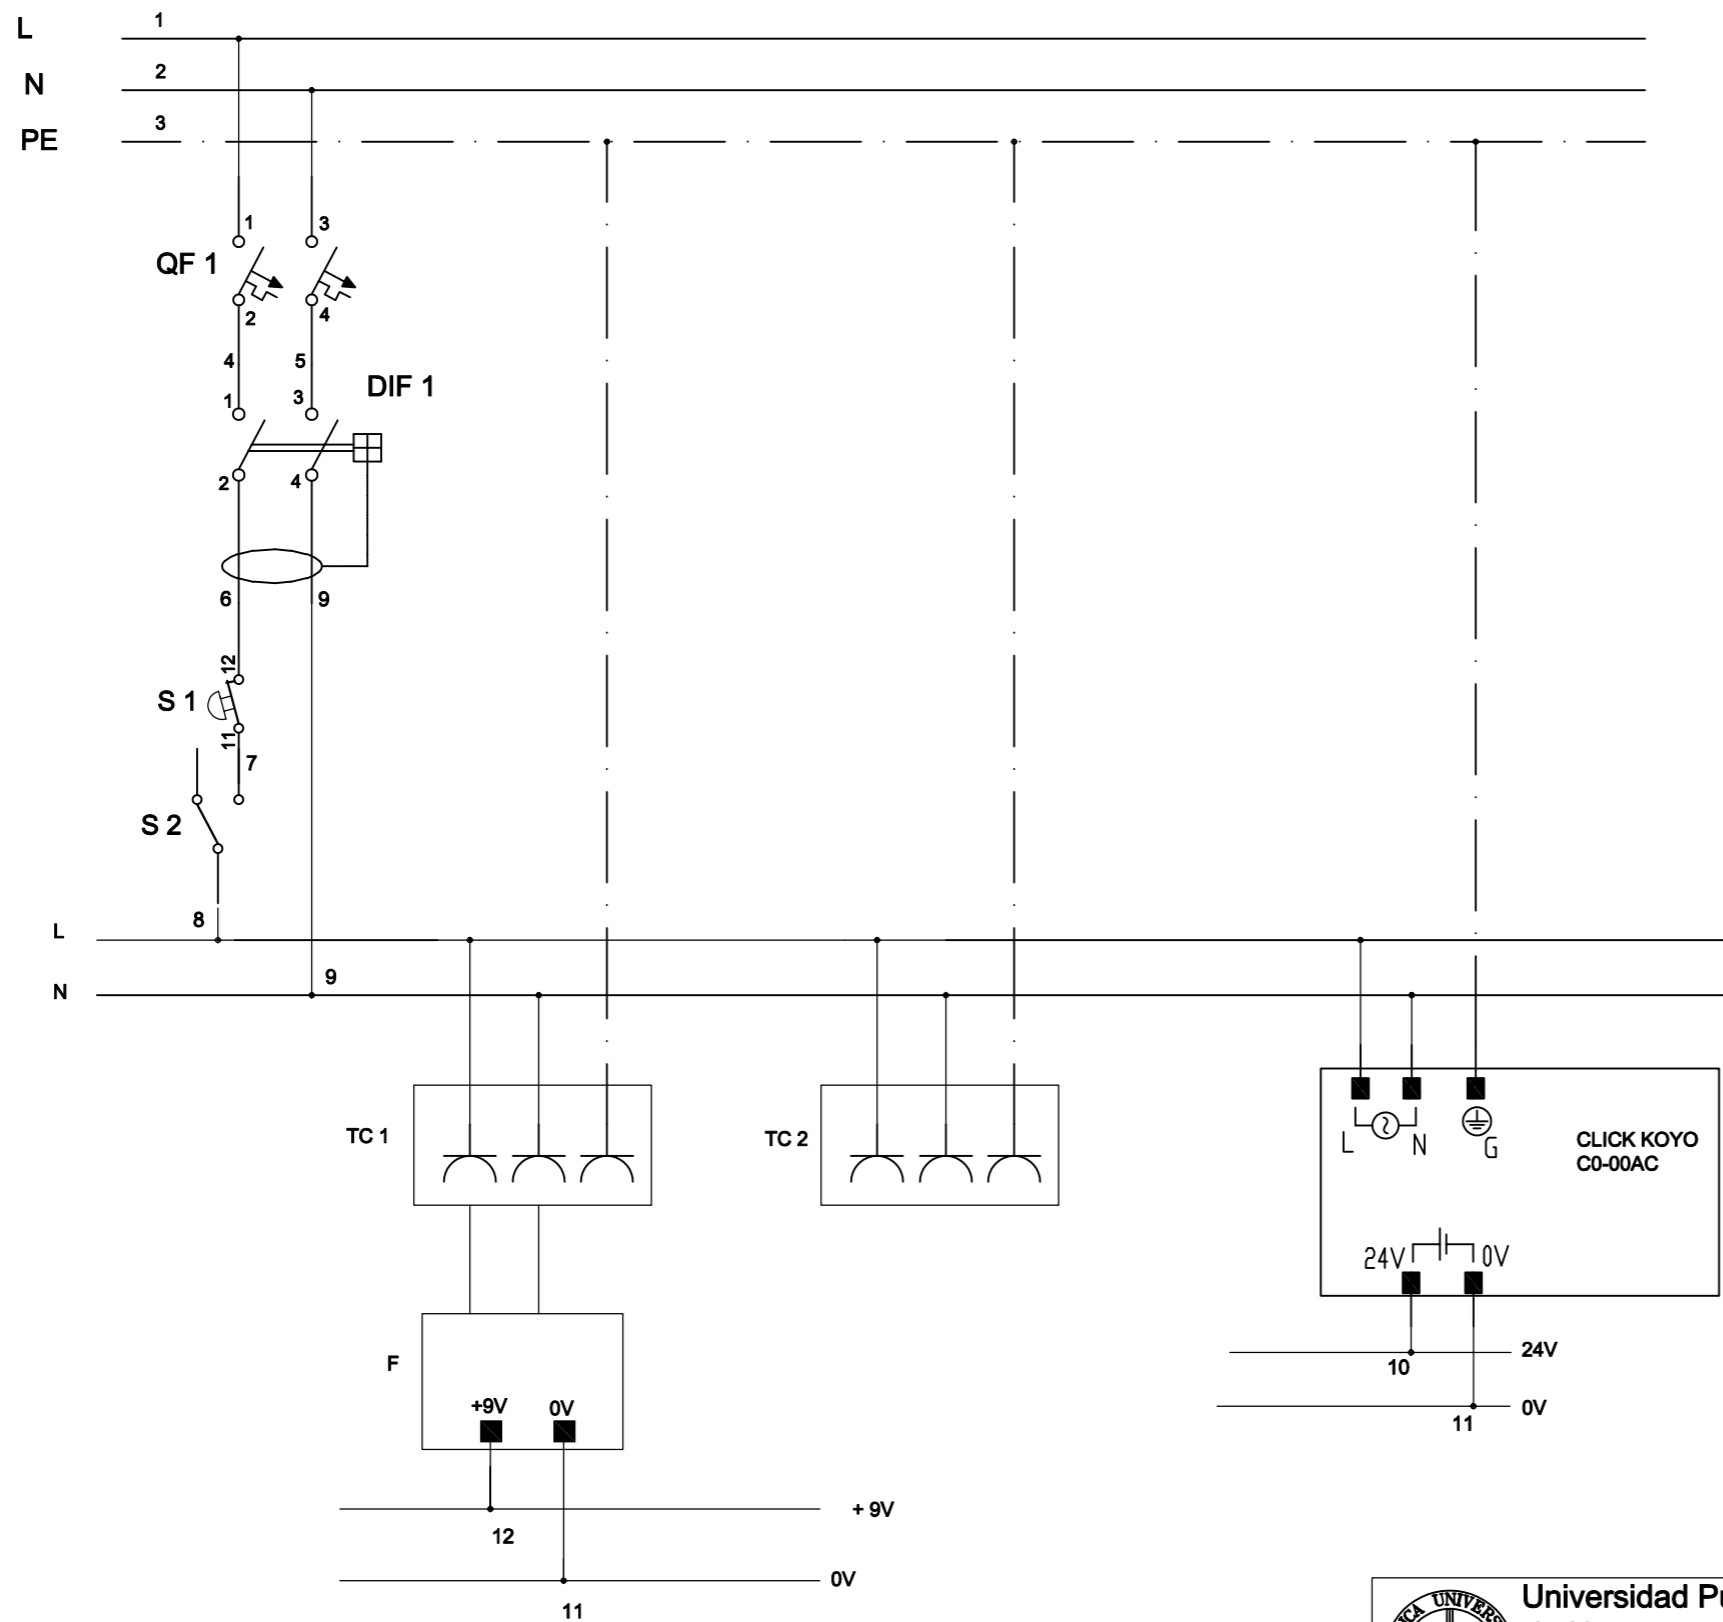 L 1
N 2
PE 3
1 3
QF 1
2 4
4 5
DIF 1
1 3
2 4
6 9
12
S 1
11
7
S 2
8
L
9
N
TC 1
TC 2
L N G
CLICK KOYO
C0-00AC
24V 0V
F
+9V 0V
24V
10
0V
11
+ 9V
12
0V
11
Universidad